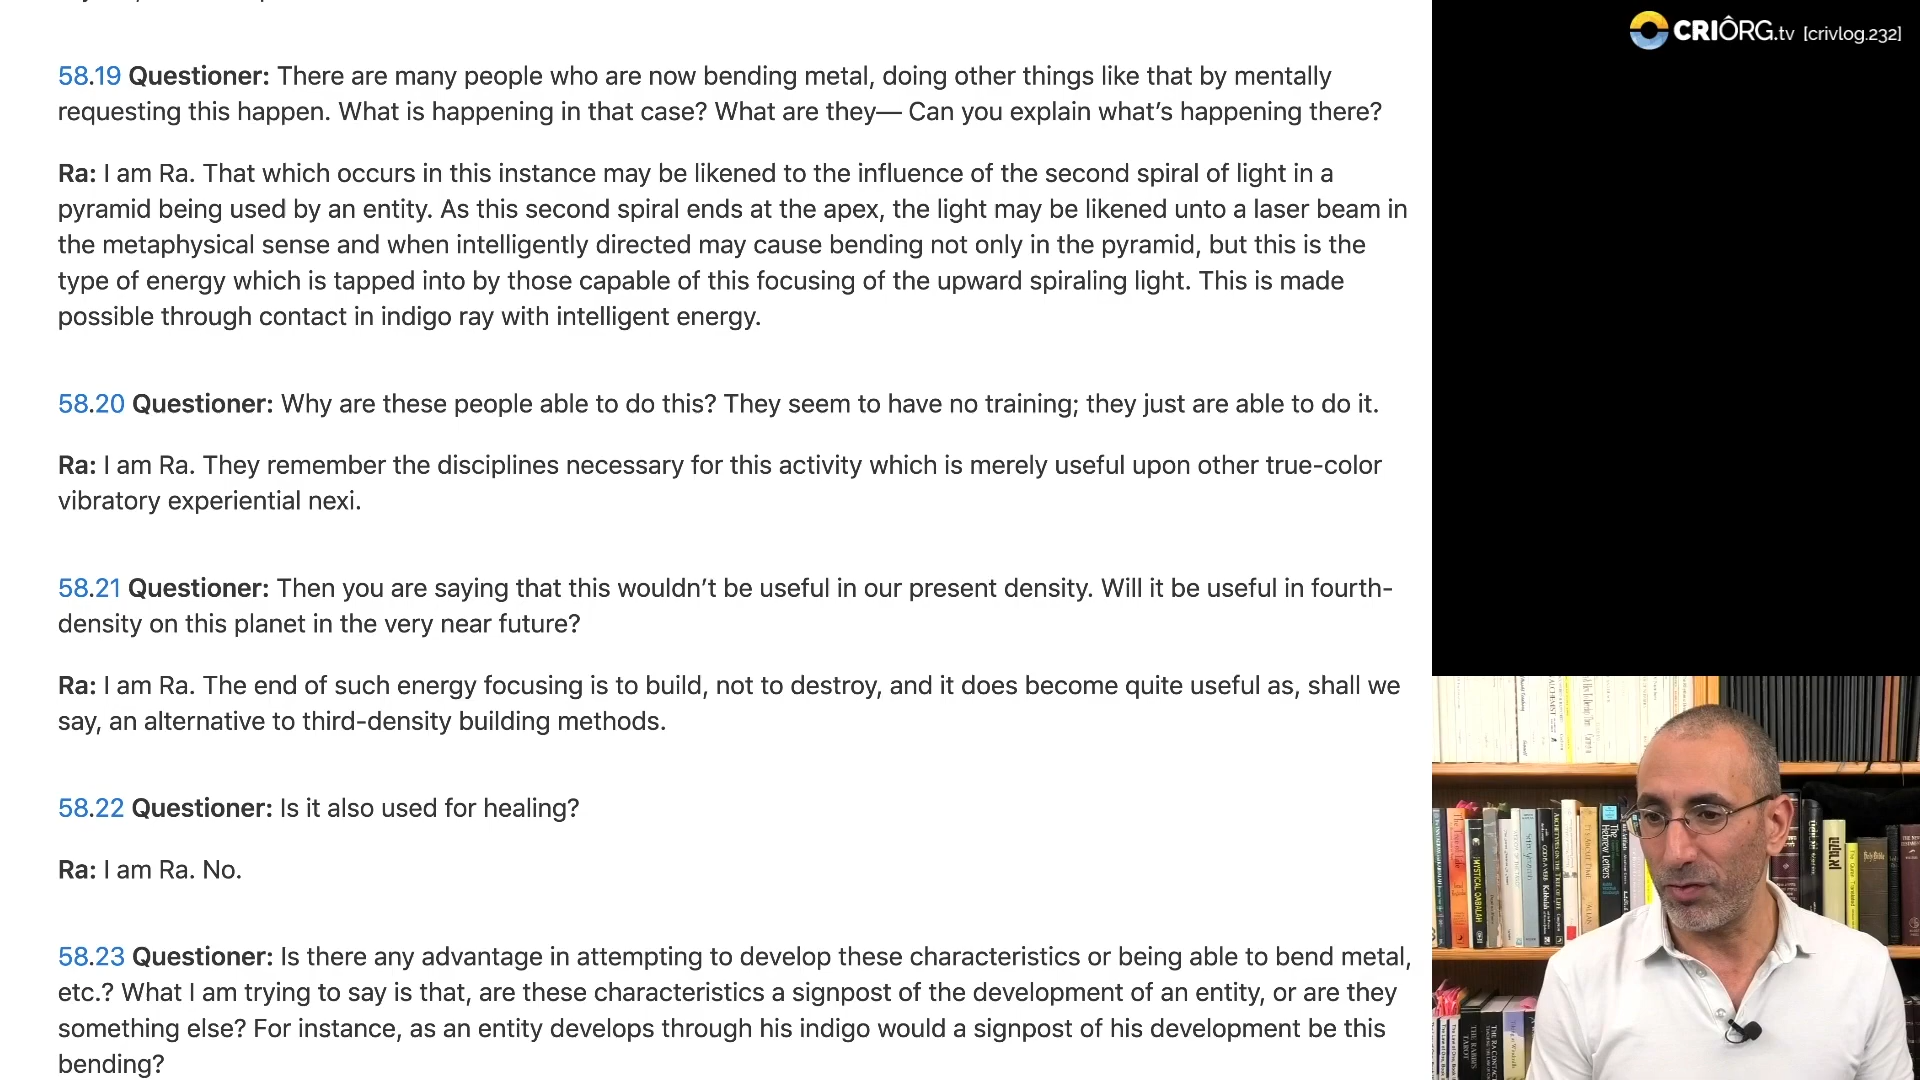 CRIÔRG.tv [crivlog.232]
58.19 Questioner: There are many people who are now bending metal, doing other things like that by mentally
requesting this happen. What is happening in that case? What are they— Can you explain what’s happening there?
Ra: I am Ra. That which occurs in this instance may be likened to the influence of the second spiral of light in a
pyramid being used by an entity. As this second spiral ends at the apex, the light may be likened unto a laser beam in
the metaphysical sense and when intelligently directed may cause bending not only in the pyramid, but this is the
type of energy which is tapped into by those capable of this focusing of the upward spiraling light. This is made
possible through contact in indigo ray with intelligent energy.
58.20 Questioner: Why are these people able to do this? They seem to have no training; they just are able to do it.
Ra: I am Ra. They remember the disciplines necessary for this activity which is merely useful upon other true-color
vibratory experiential nexi.
58.21 Questioner: Then you are saying that this wouldn’t be useful in our present density. Will it be useful in fourth-
density on this planet in the very near future?
Ra: I am Ra. The end of such energy focusing is to build, not to destroy, and it does become quite useful as, shall we
say, an alternative to third-density building methods.
58.22 Questioner: Is it also used for healing?
Ra: I am Ra. No.
58.23 Questioner: Is there any advantage in attempting to develop these characteristics or being able to bend metal,
etc.? What I am trying to say is that, are these characteristics a signpost of the development of an entity, or are they
something else? For instance, as an entity develops through his indigo would a signpost of his development be this
bending?
MYSTICAL QABALAH
The Hebrew Letters
Holy Bible